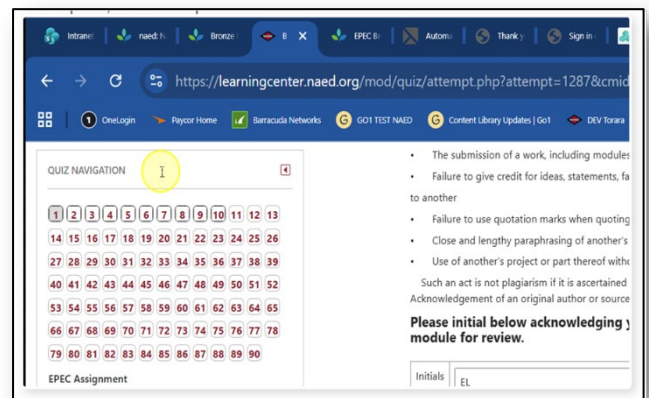 Intranet
naed: N
Bronze
B X
EPEC B
Autom
Thank y
Sign in
https://learningcenter.naed.org/mod/quiz/attempt.php?attempt=1287&cmid
OneLogin
Paycor Home
Barracuda Networks
GO1 TEST NAED
Content Library Updates | Go1
DEV Torara
QUIZ NAVIGATION
1 2 3 4 5 6 7 8 9 10 11 12 13
14 15 16 17 18 19 20 21 22 23 24 25 26
27 28 29 30 31 32 33 34 35 36 37 38 39
40 41 42 43 44 45 46 47 48 49 50 51 52
53 54 55 56 57 58 59 60 61 62 63 64 65
66 67 68 69 70 71 72 73 74 75 76 77 78
79 80 81 82 83 84 85 86 87 88 89 90
EPEC Assignment
• The submission of a work, including modules
• Failure to give credit for ideas, statements, fa
to another
• Failure to use quotation marks when quoting
• Close and lengthy paraphrasing of another's
• Use of another's project or part thereof witho
Such an act is not plagiarism if it is ascertained
Acknowledgement of an original author or source
Please initial below acknowledging y
module for review.
Initials
EL